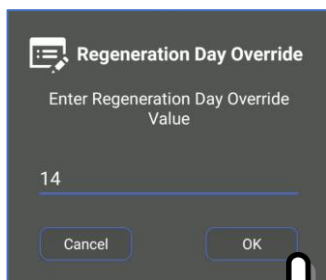 Regeneration Day Override
Enter Regeneration Day Override
Value
14
Cancel
OK